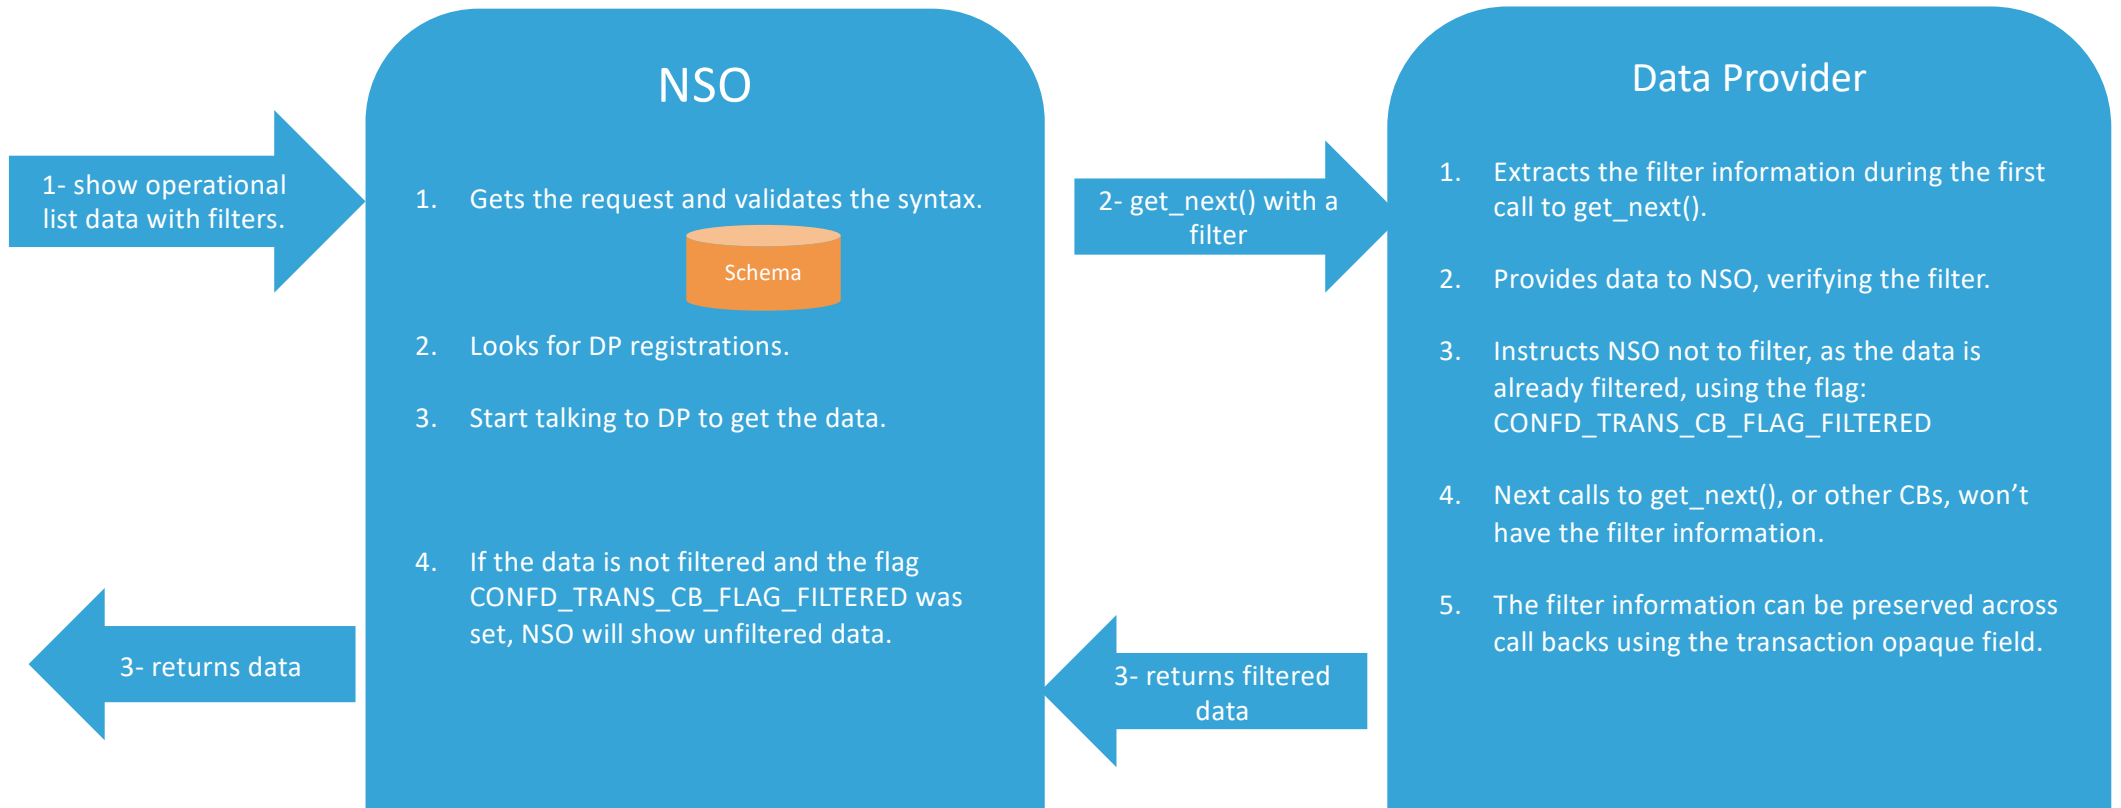 NSO
Data Provider
1- show operational
list data with filters.
1. Gets the request and validates the syntax.
Schema
2. Looks for DP registrations.
3. Start talking to DP to get the data.
4. If the data is not filtered and the flag
CONFD_TRANS_CB_FLAG_FILTERED was
set, NSO will show unfiltered data.
2- get_next() with a
filter
1. Extracts the filter information during the first
call to get_next().
2. Provides data to NSO, verifying the filter.
3. Instructs NSO not to filter, as the data is
already filtered, using the flag:
CONFD_TRANS_CB_FLAG_FILTERED
4. Next calls to get_next(), or other CBs, won’t
have the filter information.
5. The filter information can be preserved across
call backs using the transaction opaque field.
3- returns filtered
data
3- returns data